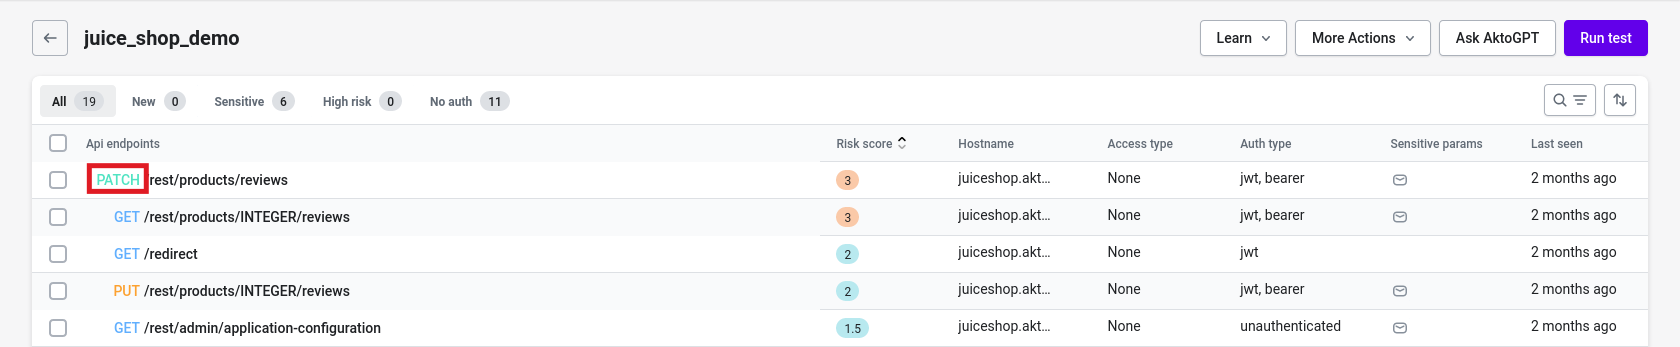 juice_shop_demo Learn More Actions Ask AktoGPT Run test
All 19 New 0 Sensitive 6 High risk 0 No auth 11
Api endpoints Risk score Hostname Access type Auth type Sensitive params Last seen
PATCH rest/products/reviews 3 juiceshop.akt... None jwt, bearer 2 months ago
GET /rest/products/INTEGER/reviews 3 juiceshop.akt... None jwt, bearer 2 months ago
GET /redirect 2 juiceshop.akt... None jwt 2 months ago
PUT /rest/products/INTEGER/reviews 2 juiceshop.akt... None jwt, bearer 2 months ago
GET /rest/admin/application-configuration 1.5 juiceshop.akt... None unauthenticated 2 months ago